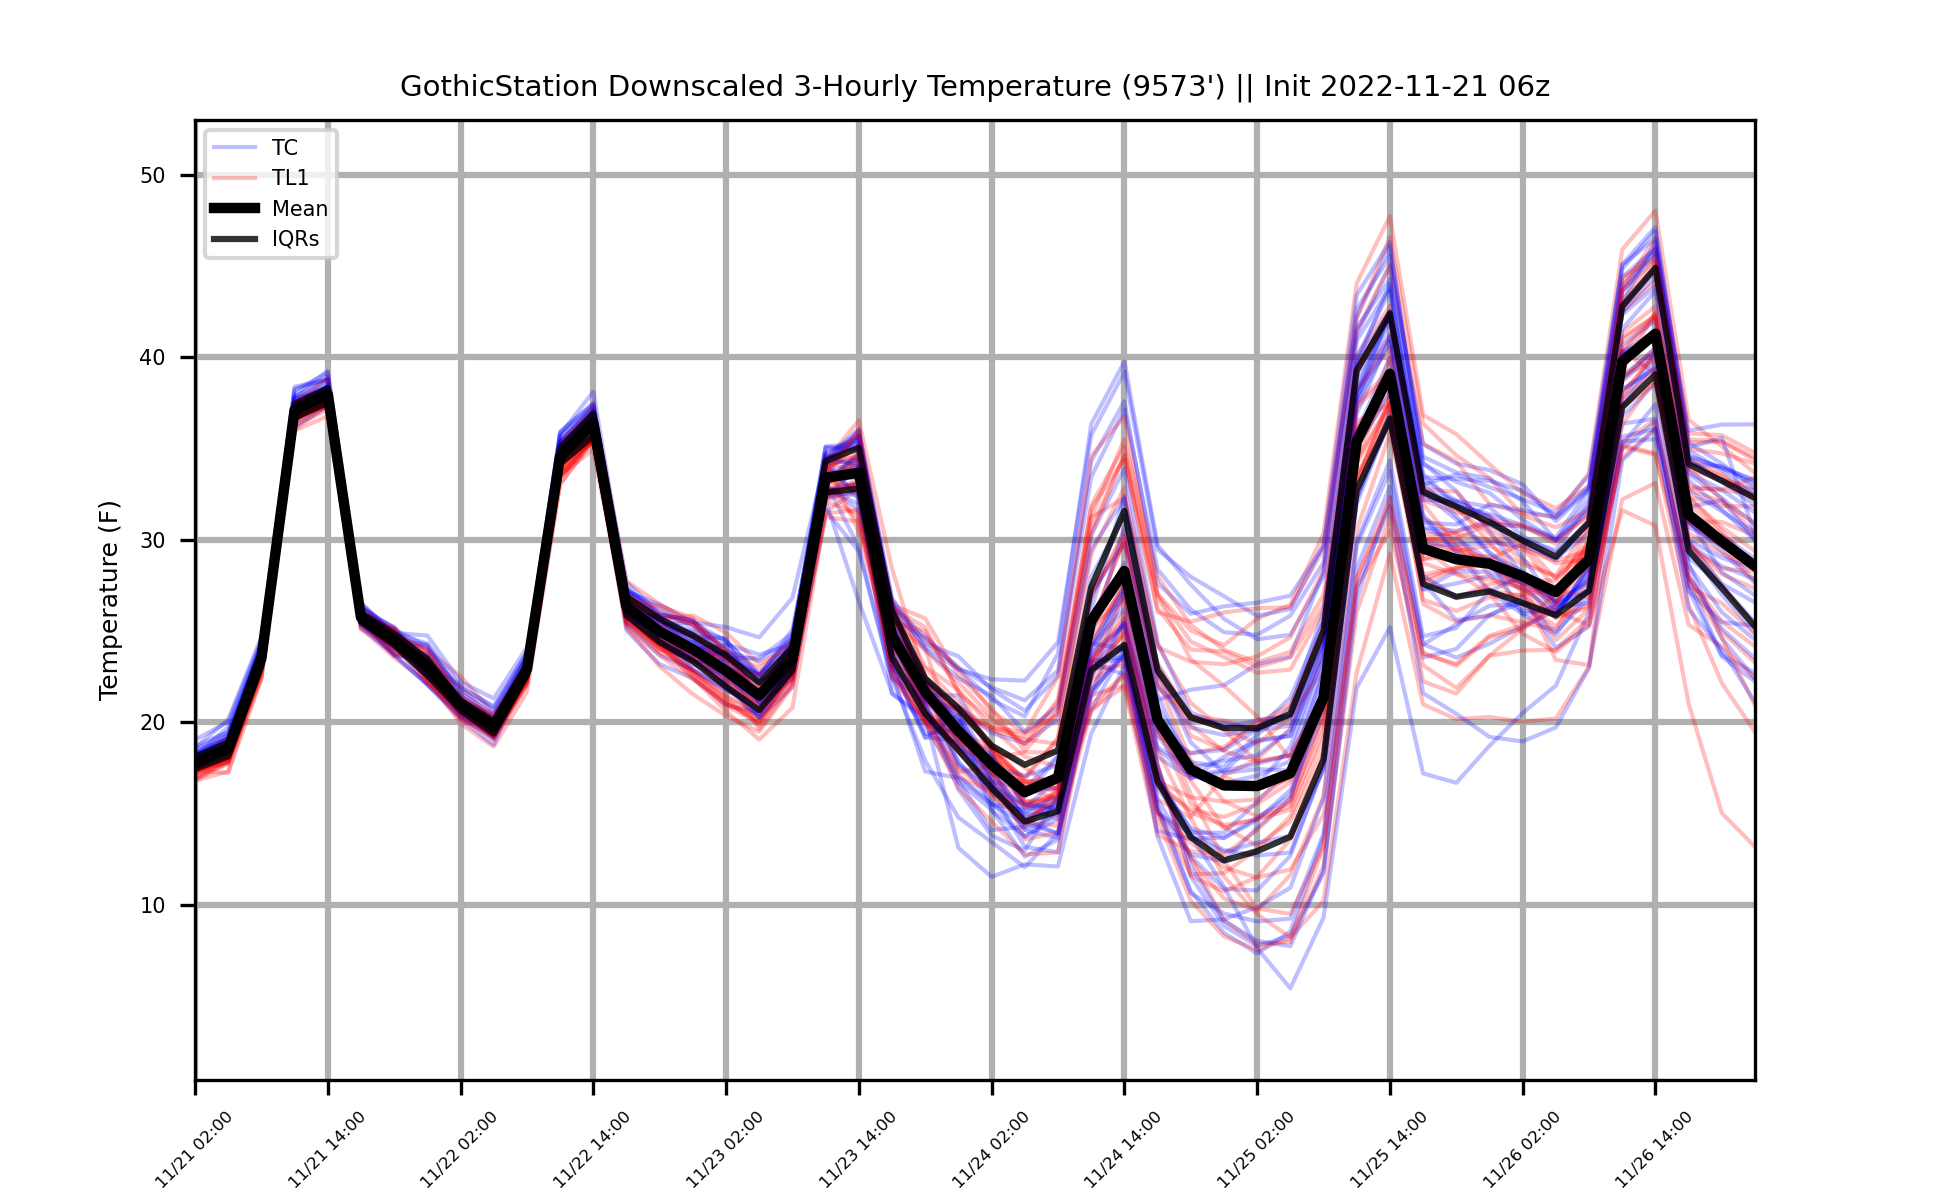 GothicStation Downscaled 3-Hourly Temperature (9573') || Init 2022-11-21 06z
TC
TL1
Mean
IQRs
50
40
30
20
10
Temperature (F)
11/21 02:00
11/21 14:00
11/22 02:00
11/22 14:00
11/23 02:00
11/23 14:00
11/24 02:00
11/24 14:00
11/25 02:00
11/25 14:00
11/26 02:00
11/26 14:00